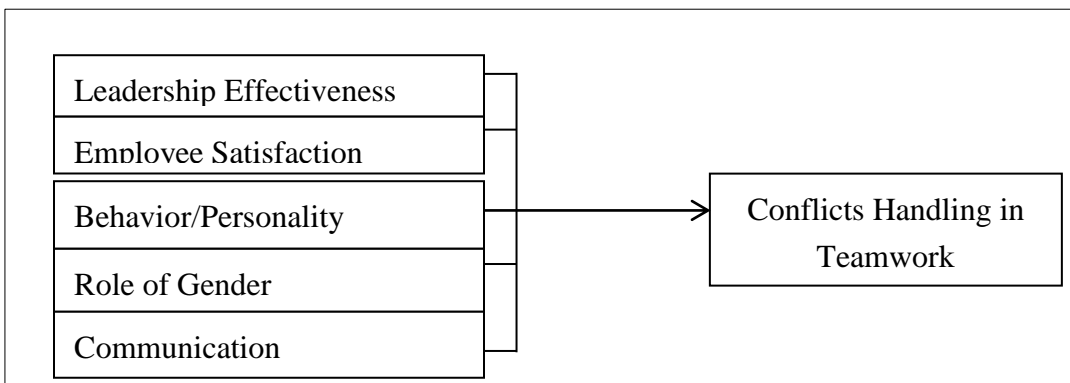 Leadership Effectiveness
Employee Satisfaction
Behavior/Personality
Role of Gender
Communication
Conflicts Handling in
Teamwork